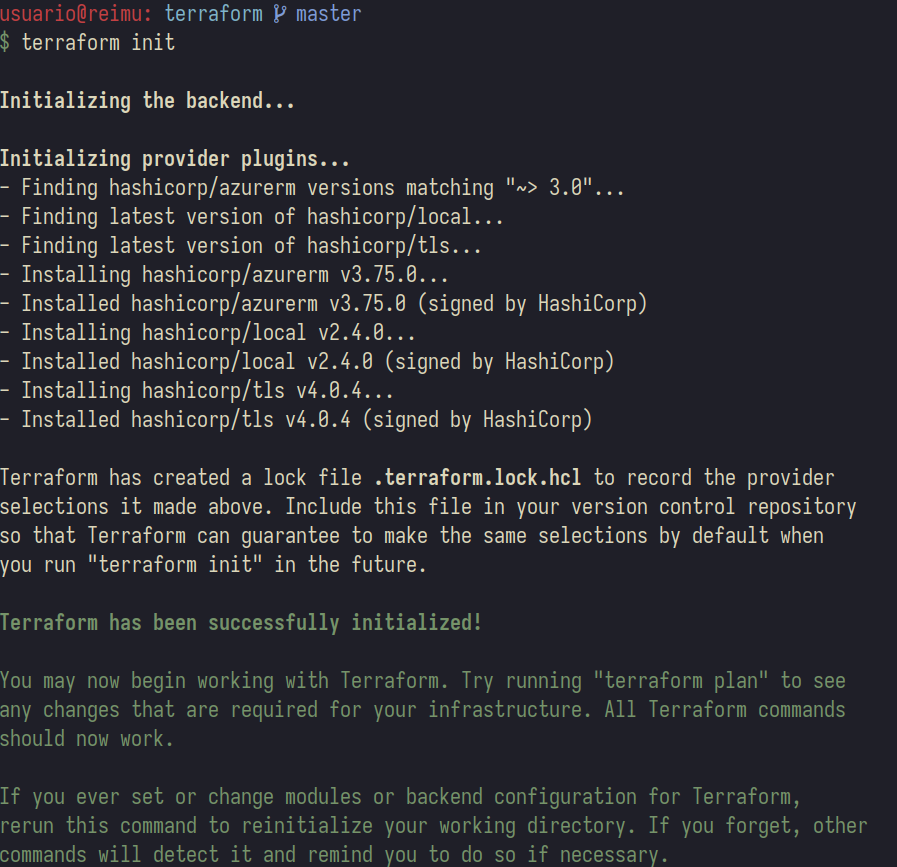 usuario@reimu: terraform master
$ terraform init
Initializing the backend...
Initializing provider plugins...
- Finding hashicorp/azurerm versions matching "~> 3.0"...
- Finding latest version of hashicorp/local...
- Finding latest version of hashicorp/tls...
- Installing hashicorp/azurerm v3.75.0...
- Installed hashicorp/azurerm v3.75.0 (signed by HashiCorp)
- Installing hashicorp/local v2.4.0...
- Installed hashicorp/local v2.4.0 (signed by HashiCorp)
- Installing hashicorp/tls v4.0.4...
- Installed hashicorp/tls v4.0.4 (signed by HashiCorp)
Terraform has created a lock file .terraform.lock.hcl to record the provider
selections it made above. Include this file in your version control repository
so that Terraform can guarantee to make the same selections by default when
you run "terraform init" in the future.
Terraform has been successfully initialized!
You may now begin working with Terraform. Try running "terraform plan" to see
any changes that are required for your infrastructure. All Terraform commands
should now work.
If you ever set or change modules or backend configuration for Terraform,
rerun this command to reinitialize your working directory. If you forget, other
commands will detect it and remind you to do so if necessary.